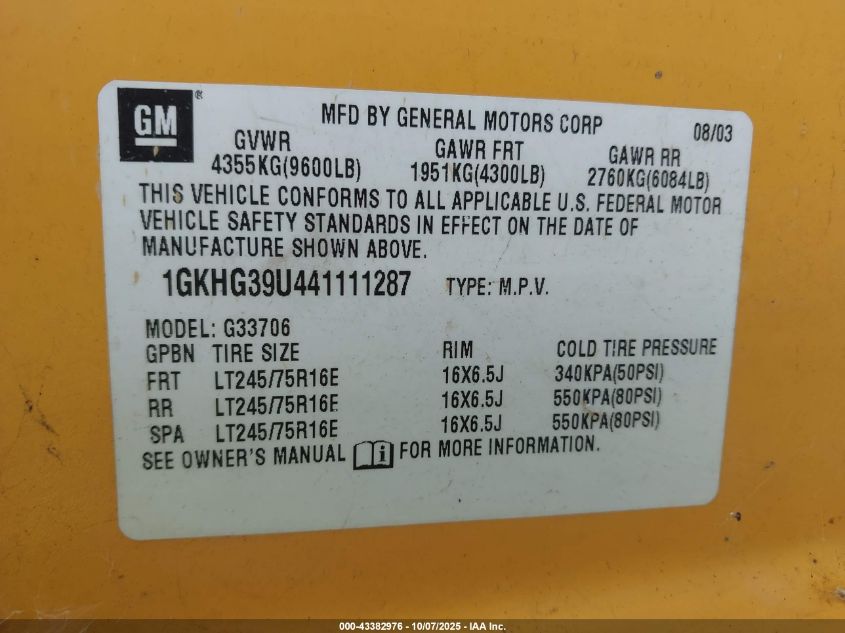 GM®
MFD BY GENERAL MOTORS CORP 08/03
GVWR GAWR FRT GAWR RR
4355KG(9600LB) 1951KG(4300LB) 2760KG(6084LB)
THIS VEHICLE CONFORMS TO ALL APPLICABLE U.S. FEDERAL MOTOR
VEHICLE SAFETY STANDARDS IN EFFECT ON THE DATE OF
MANUFACTURE SHOWN ABOVE.
1GKHG39U441111287 TYPE: M.P.V.
MODEL: G33706
GPBN TIRE SIZE RIM COLD TIRE PRESSURE
FRT LT245/75R16E 16X6.5J 340KPA(50PSI)
RR LT245/75R16E 16X6.5J 550KPA(80PSI)
SPA LT245/75R16E 16X6.5J 550KPA(80PSI)
SEE OWNER'S MANUAL i FOR MORE INFORMATION.
000-43382976 - 10/07/2025 - IAA Inc.